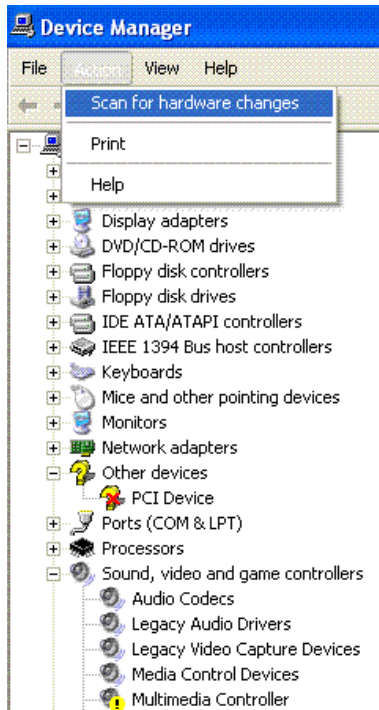 Device Manager
File Action View Help
Scan for hardware changes
Print
Help
Display adapters
DVD/CD-ROM drives
Floppy disk controllers
Floppy disk drives
IDE ATA/ATAPI controllers
IEEE 1394 Bus host controllers
Keyboards
Mice and other pointing devices
Monitors
Network adapters
Other devices
PCI Device
Ports (COM & LPT)
Processors
Sound, video and game controllers
Audio Codecs
Legacy Audio Drivers
Legacy Video Capture Devices
Media Control Devices
Multimedia Controller